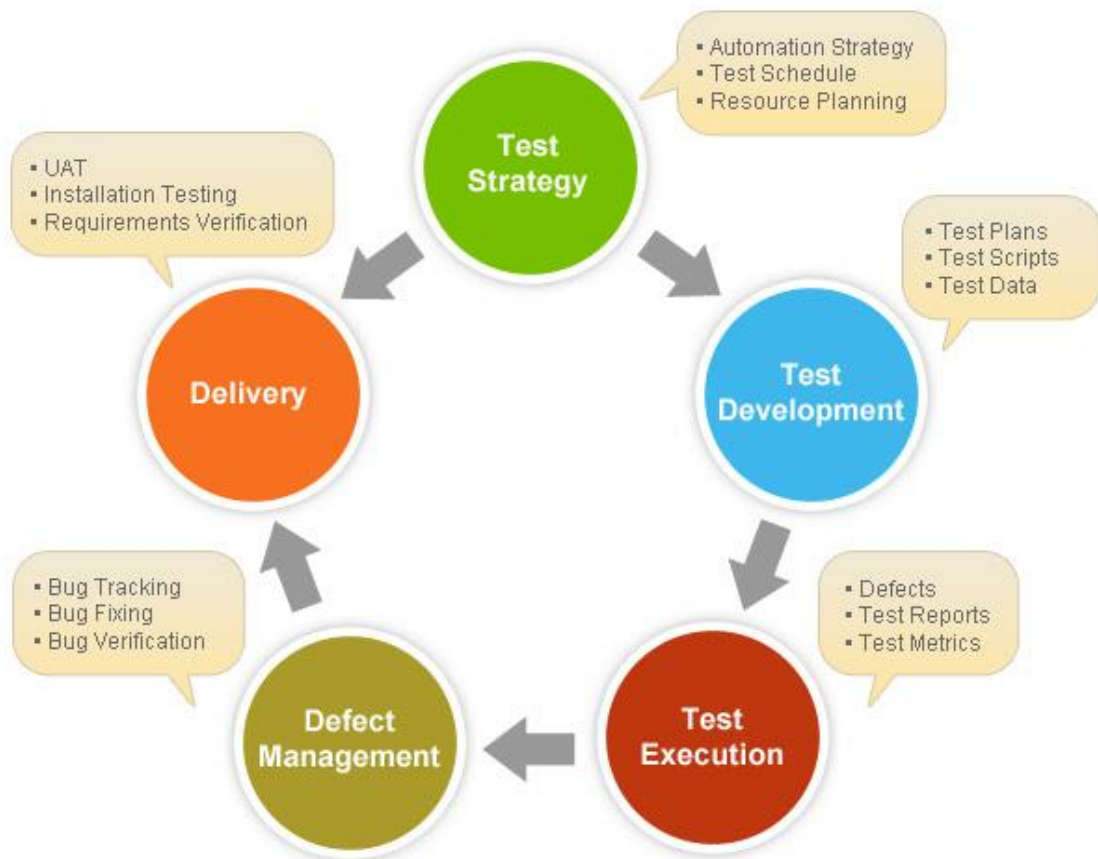 ▪ Automation Strategy
▪ Test Schedule
▪ Resource Planning
Test
Strategy
▪ Test Plans
▪ Test Scripts
▪ Test Data
Test
Development
▪ Defects
▪ Test Reports
▪ Test Metrics
Test
Execution
▪ Bug Tracking
▪ Bug Fixing
▪ Bug Verification
Defect
Management
▪ UAT
▪ Installation Testing
▪ Requirements Verification
Delivery